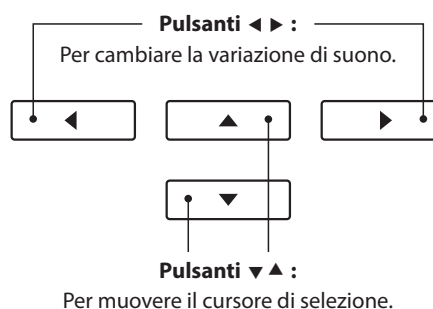 Pulsanti ◀ ▶ :
Per cambiare la variazione di suono.
◀ ▲ ▶
▼
Pulsanti ▼ ▲ :
Per muovere il cursore di selezione.